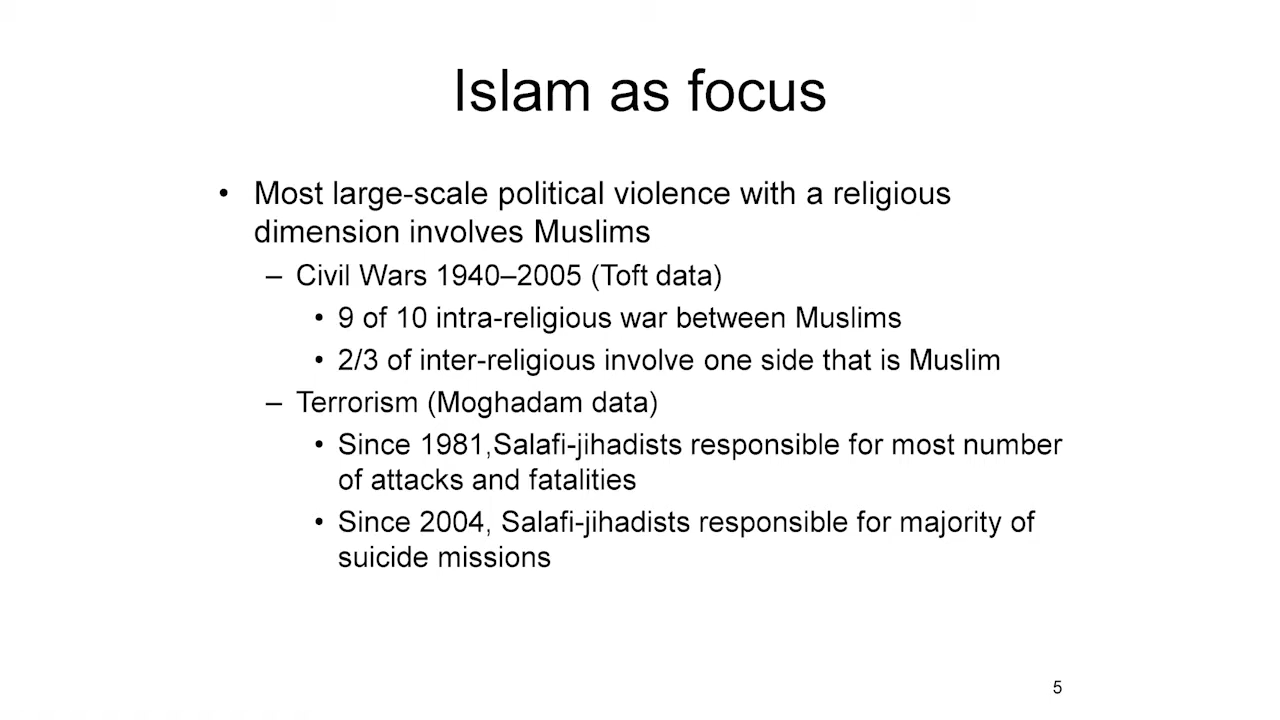 Islam as focus
• Most large-scale political violence with a religious
dimension involves Muslims
– Civil Wars 1940–2005 (Toft data)
• 9 of 10 intra-religious war between Muslims
• 2/3 of inter-religious involve one side that is Muslim
– Terrorism (Moghadam data)
• Since 1981,Salafi-jihadists responsible for most number
of attacks and fatalities
• Since 2004, Salafi-jihadists responsible for majority of
suicide missions
5